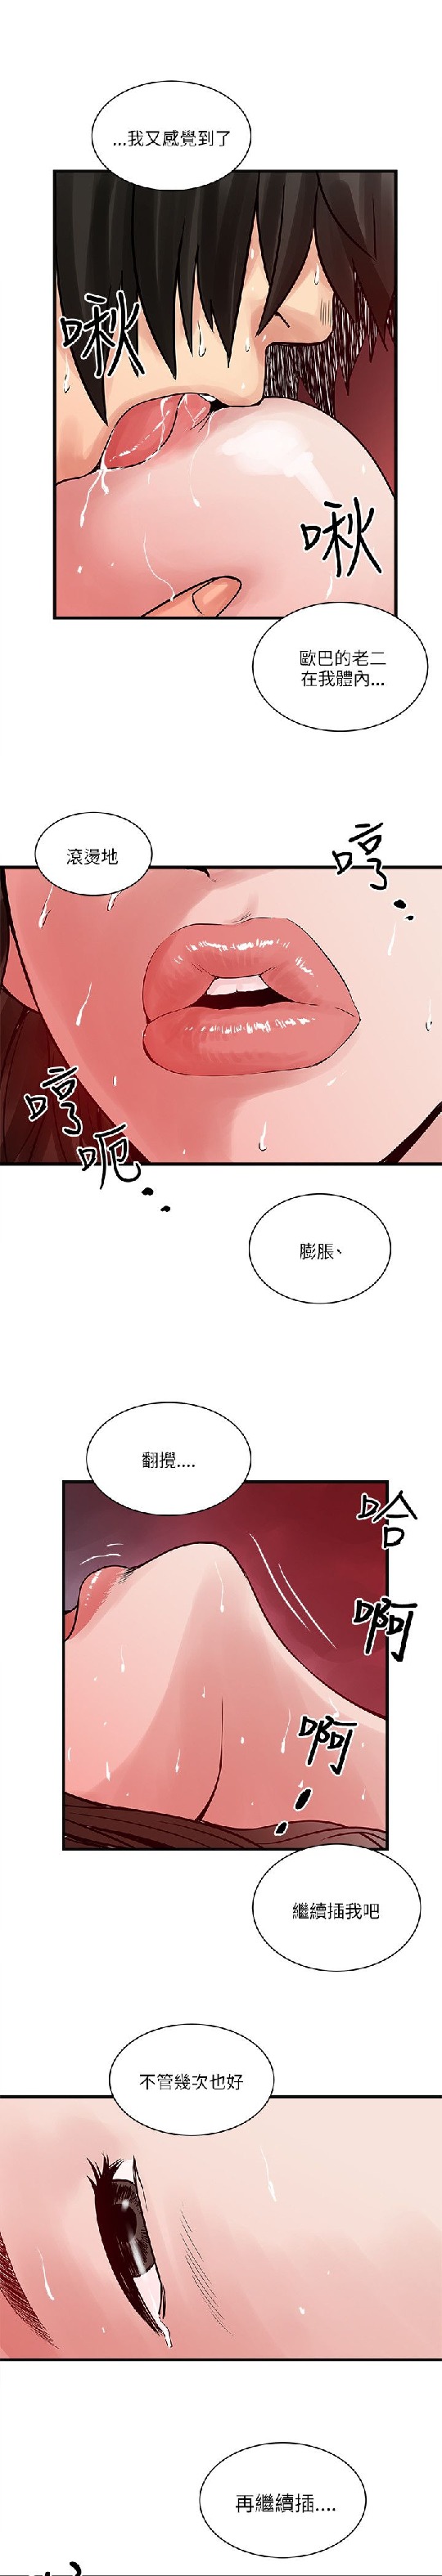 ...我又感覺到了
啾
啾
歐巴的老二
在我體內...
滾燙地
哼..
哼
呃...
膨脹、
翻攪....
哈
啊
啊...
繼續插我吧
不管幾次也好
再繼續插....